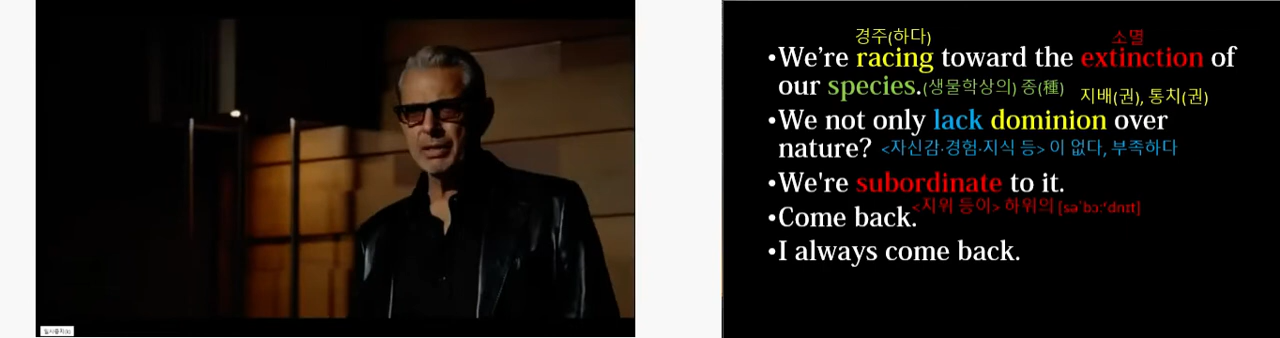 경주(하다) 소멸
•We’re racing toward the extinction of
our species.(생물학상의) 종(種)
지배(권), 통치(권)
•We not only lack dominion over
nature? <자신감·경험·지식 등> 이 없다, 부족하다
•We're subordinate to it.
<지위 등이> 하위의
•Come back.
•I always come back.